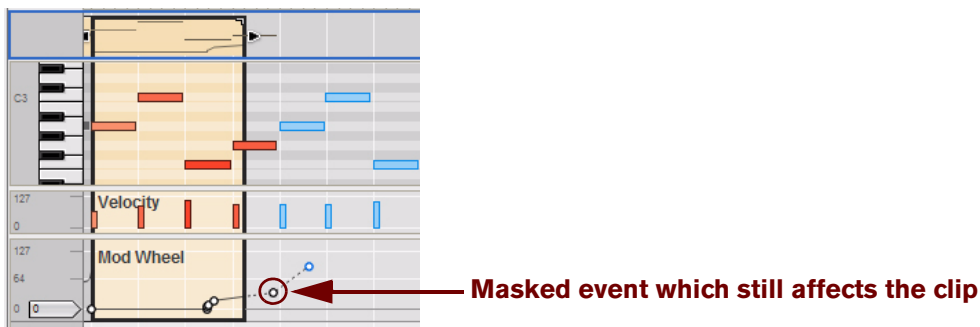 C3
127
Velocity
0
127
Mod Wheel
64
0 0
Masked event which still affects the clip